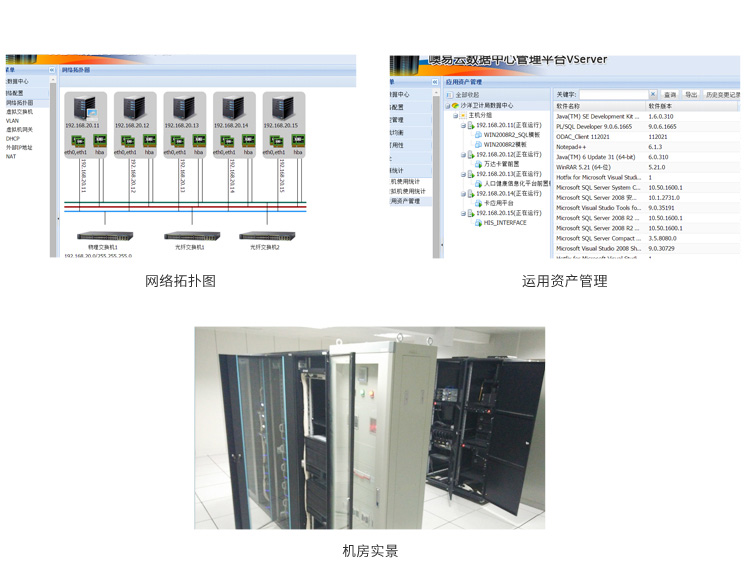 菜单
网络拓扑图
数据中心
网络配置
网络拓扑图
虚拟交换机
VLAN
虚拟机网关
DHCP
外部IP地址
NAT
192.168.20.11
192.168.20.12
192.168.20.13
192.168.20.14
192.168.20.15
eth0,eth1 hba
eth0,eth1 hba
eth0,eth1 hba
eth0,eth1 hba
eth0,eth1 hba
192.168.20.11
192.168.20.12
192.168.20.13
192.168.20.14
192.168.20.15
物理交换机1
光纤交换机1
光纤交换机2
192.168.20.0/255.255.255.0
网络拓扑图
噢易云数据中心管理平台VServer
应用资产管理
全部收起
沙洋卫计局数据中心
主机分组
192.168.20.11(正在运行)
WIN2008R2_SQL模板
WIN2008R2模板
192.168.20.12(正在运行)
万达卡管前置
192.168.20.13(正在运行)
人口健康信息化平台前置机
192.168.20.14(正在运行)
卡应用平台
192.168.20.15(正在运行)
HIS_INTERFACE
据中心
配置
管理
均衡
用性
统计
机使用统计
拟机使用统计
用资产管理
关键字:
查询
导出
历史变更记录
软件名称 软件版本
Java(TM) SE Development Kit ... 1.6.0.310
PL/SQL Developer 9.0.6.1665 9.0.6.1665
ODAC_Client 112021 112021
Notepad++ 6.1.3
Java(TM) 6 Update 31 (64-bit) 6.0.310
WinRAR 5.21 (64-位) 5.21.0
Hotfix for Microsoft Visual Studi... 1
Microsoft SQL Server System C... 10.50.1600.1
Microsoft SQL Server 2008 安... 10.1.2731.0
Microsoft Visual Studio Tools fo... 9.0.35191
Microsoft SQL Server 2008 R2 ... 10.50.1600.1
Microsoft SQL Server 2008 R2 ... 10.50.1600.1
Microsoft SQL Server Compact ... 3.5.8080.0
Microsoft Visual Studio 2008 Sh... 9.0.30729
Hotfix for Microsoft Visual Studi... 1
运用资产管理
机房实景